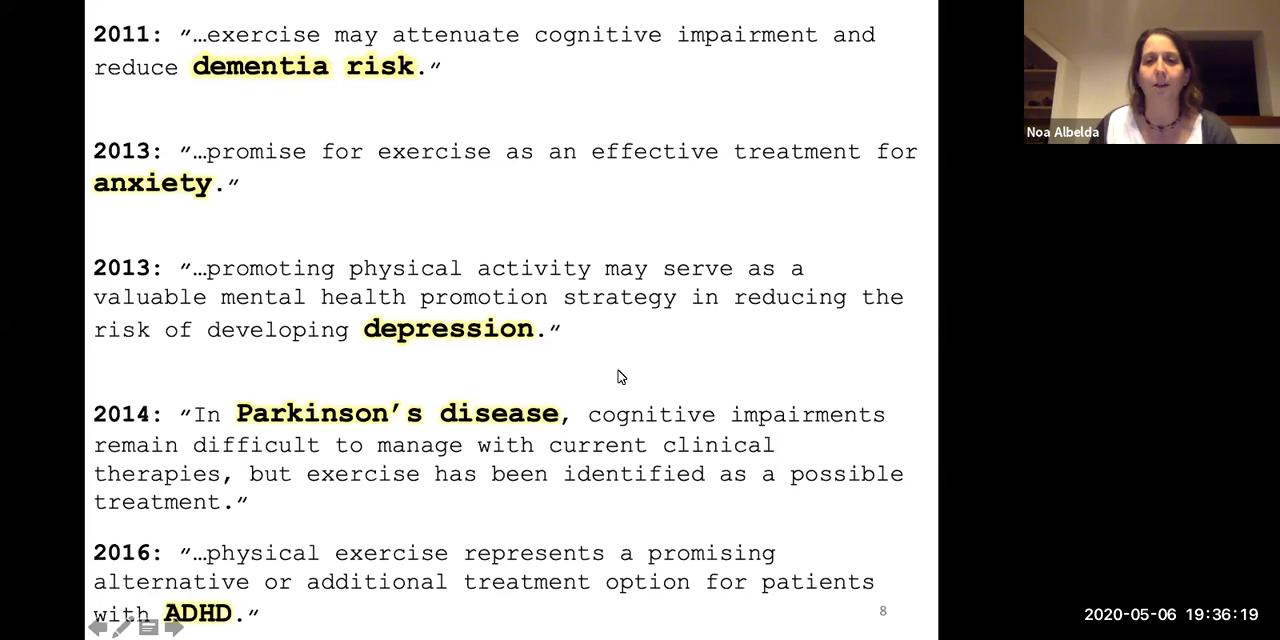 2011: “…exercise may attenuate cognitive impairment and
reduce dementia risk.”
2013: “…promise for exercise as an effective treatment for
anxiety.”
2013: “…promoting physical activity may serve as a
valuable mental health promotion strategy in reducing the
risk of developing depression.”
2014: “In Parkinson’s disease, cognitive impairments
remain difficult to manage with current clinical
therapies, but exercise has been identified as a possible
treatment.”
2016: “…physical exercise represents a promising
alternative or additional treatment option for patients
with ADHD.”
8
Noa Albelda
2020-05-06 19:36:19